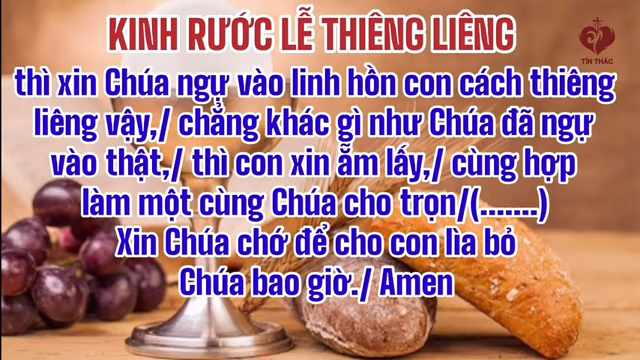 KINH RƯỚC LỄ THIÊNG LIÊNG
TÍN THÁC
thì xin Chúa ngự vào linh hồn con cách thiêng
liêng vậy,/ chẳng khác gì như Chúa đã ngự
vào thật,/ thì con xin ẵm lấy,/ cùng hợp
làm một cùng Chúa cho trọn/(.......)
Xin Chúa chớ để cho con lìa bỏ
Chúa bao giờ./ Amen